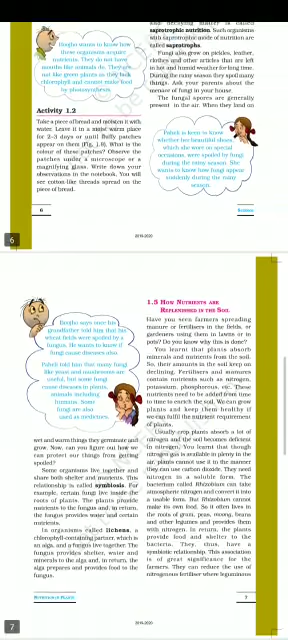 and decaying matter is called
saprotrophic nutrition. Such organisms
with saprotrophic mode of nutrition are
called saprotrophs.
Fungi also grow on pickles, leather,
clothes and other articles that are left
in hot and humid weather for long time.
During the rainy season they spoil many
things. Ask your parents about the
menace of fungi in your house.
The fungal spores are generally
present in the air. When they land on
Boojho wants to know how
these organisms acquire
nutrients. They do not have
mouths like animals do. They are
not like green plants as they lack
chlorophyll and cannot make food
by photosynthesis.
Activity 1.2
Take a piece of bread and moisten it with
water. Leave it in a moist warm place
for 2-3 days or until fluffy patches
appear on them (Fig. 1.8). What is the
colour of these patches? Observe the
patches under a microscope or a
magnifying glass. Write down your
observations in the notebook. You will
see cotton like threads spread on the
piece of bread.
Paheli is keen to know
whether her beautiful shoes,
which she wore on special
occasions, were spoiled by fungi
during the rainy season. She
wants to know how fungi appear
suddenly during the rainy
season.
6
SCIENCE
2019-2020
6
Boojho says once his
grandfather told him that his
wheat fields were spoiled by a
fungus. He wants to know if
fungi cause diseases also.
Paheli told him that many fungi
like yeast and mushrooms are
useful, but some fungi
cause diseases in plants,
animals including
humans. Some
fungi are also
used as medicines.
wet and warm things they germinate and
grow. Now, can you figure out how we
can protect our things from getting
spoiled?
Some organisms live together and
share both shelter and nutrients. This
relationship is called symbiosis. For
example, certain fungi live inside the
roots of plants. The plants provide
nutrients to the fungus and, in return,
the fungus provides water and certain
nutrients.
In organisms called lichens, a
chlorophyll-containing partner, which is
an alga, and a fungus live together. The
fungus provides shelter, water and
minerals to the alga and, in return, the
alga prepares and provides food to the
fungus.
1.5 HOW NUTRIENTS ARE
REPLENISHED IN THE SOIL
Have you seen farmers spreading
manure or fertilisers in the fields, or
gardeners using them in lawns or in
pots? Do you know why this is done?
You learnt that plants absorb
minerals and nutrients from the soil.
So, their amounts in the soil keep on
declining. Fertilisers and manures
contain nutrients such as nitrogen,
potassium, phosphorous, etc. These
nutrients need to be added from time
to time to enrich the soil. We can grow
plants and keep them healthy if
we can fulfil the nutrient requirements
of plants.
Usually crop plants absorb a lot of
nitrogen and the soil becomes deficient
in nitrogen. You learnt that though
nitrogen gas is available in plenty in the
air, plants cannot use it in the manner
they can use carbon dioxide. They need
nitrogen in a soluble form. The
bacterium called Rhizobium can take
atmospheric nitrogen and convert it into
a usable form. But Rhizobium cannot
make its own food. So it often lives in
the roots of gram, peas, moong, beans
and other legumes and provides them
with nitrogen. In return, the plants
provide food and shelter to the
bacteria. They, thus, have a
symbiotic relationship. This association
is of great significance for the
farmers. They can reduce the use of
nitrogenous fertiliser where leguminous
NUTRITION IN PLANTS
7
2019-2020
7